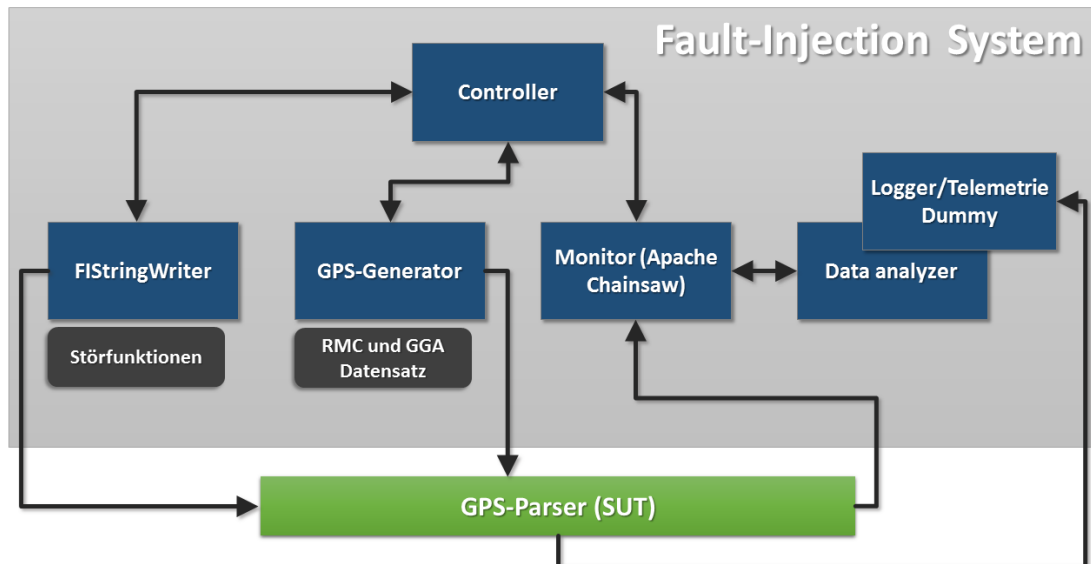 Fault-Injection System
Controller
Logger/Telemetrie
Dummy
FIStringWriter
GPS-Generator
Monitor (Apache
Chainsaw)
Data analyzer
Störfunktionen
RMC und GGA
Datensatz
GPS-Parser (SUT)